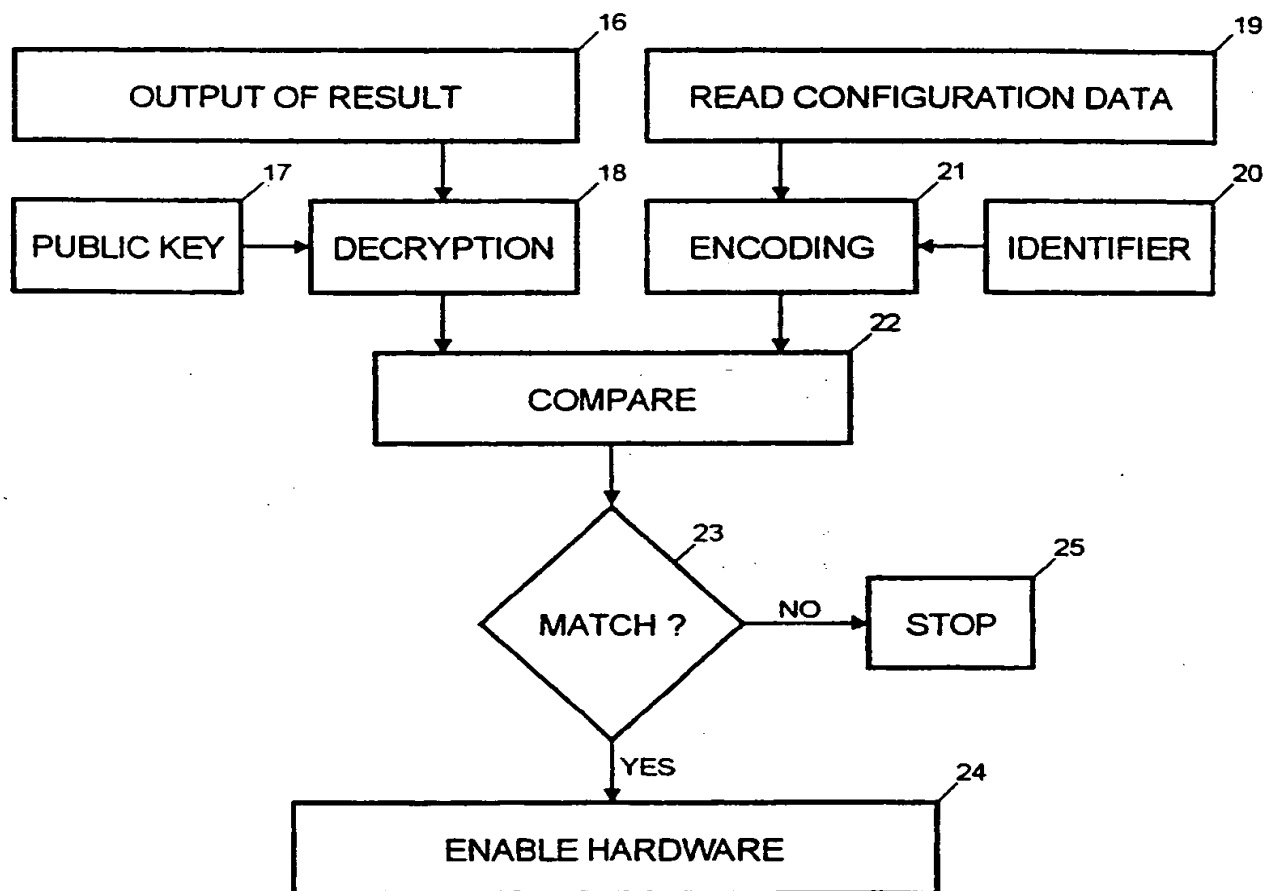 16
OUTPUT OF RESULT
19
READ CONFIGURATION DATA
17
PUBLIC KEY
18
DECRYPTION
21
ENCODING
20
IDENTIFIER
22
COMPARE
23
MATCH ?
NO
25
STOP
YES
24
ENABLE HARDWARE